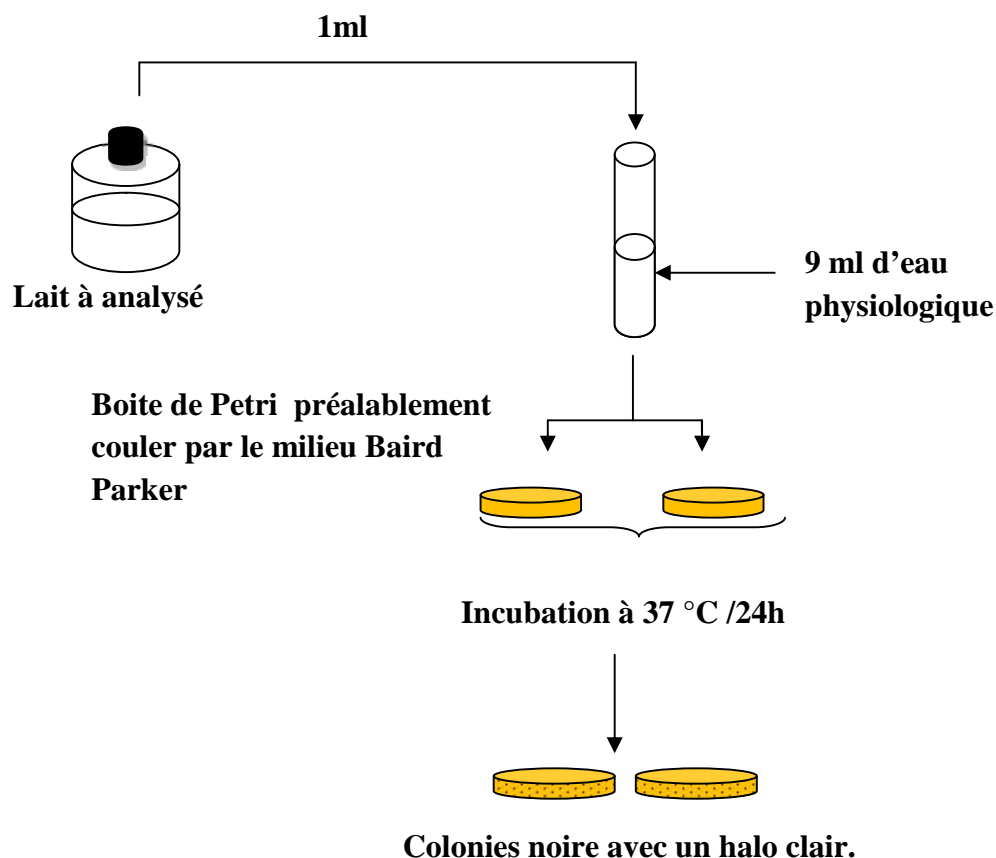 1ml
Lait à analysé
9 ml d’eau
physiologique
Boite de Petri préalablement
couler par le milieu Baird
Parker
Incubation à 37 °C /24h
Colonies noire avec un halo clair.